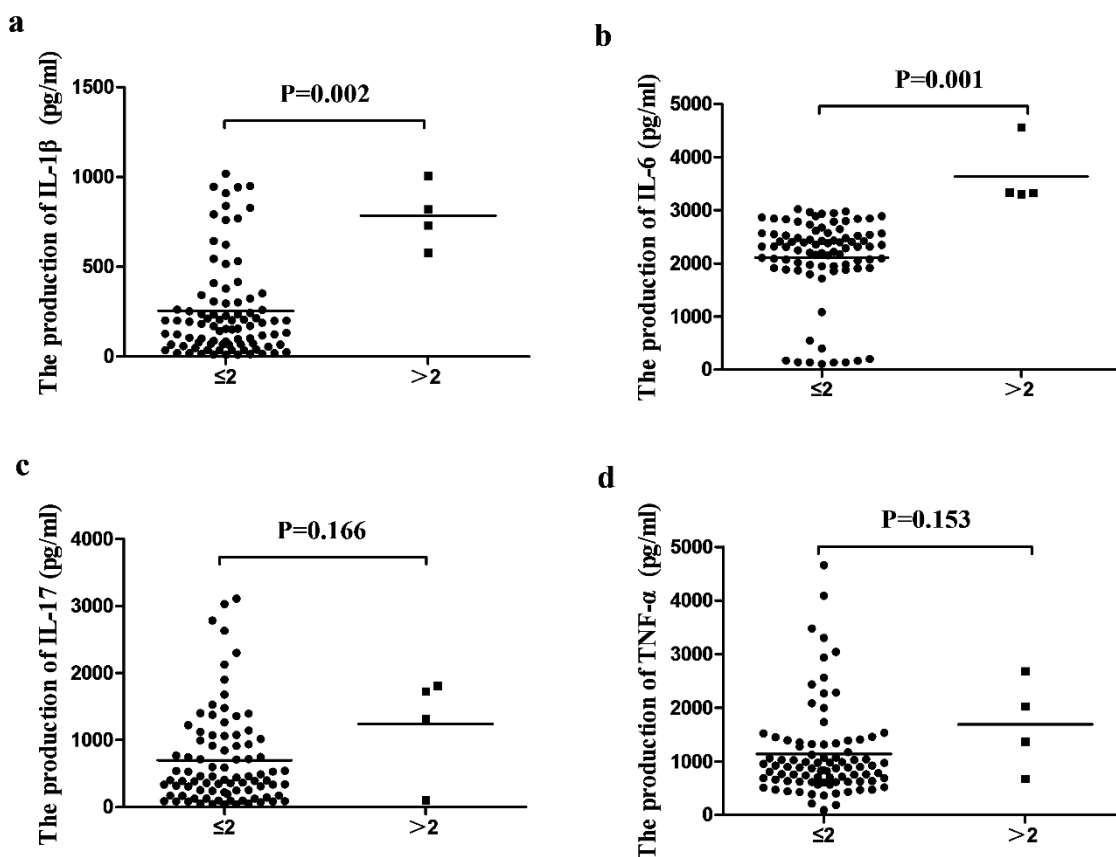 a
The production of IL-1β (pg/ml)
P=0.002
1500
1000
500
0
≤2
>2
b
The production of IL-6 (pg/ml)
P=0.001
5000
4000
3000
2000
1000
0
≤2
>2
c
The production of IL-17 (pg/ml)
P=0.166
4000
3000
2000
1000
0
≤2
>2
d
The production of TNF-α (pg/ml)
P=0.153
5000
4000
3000
2000
1000
0
≤2
>2